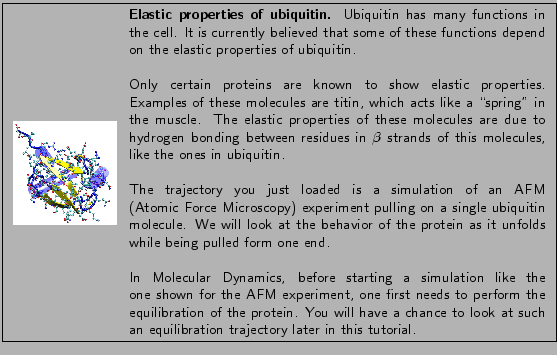 Elastic properties of ubiquitin. Ubiquitin has many functions in
the cell. It is currently believed that some of these functions depend
on the elastic properties of ubiquitin.
Only certain proteins are known to show elastic properties.
Examples of these molecules are titin, which acts like a “spring” in
the muscle. The elastic properties of these molecules are due to
hydrogen bonding between residues in β strands of this molecules,
like the ones in ubiquitin.
The trajectory you just loaded is a simulation of an AFM
(Atomic Force Microscopy) experiment pulling on a single ubiquitin
molecule. We will look at the behavior of the protein as it unfolds
while being pulled form one end.
In Molecular Dynamics, before starting a simulation like the
one shown for the AFM experiment, one first needs to perform the
equilibration of the protein. You will have a chance to look at such
an equilibration trajectory later in this tutorial.